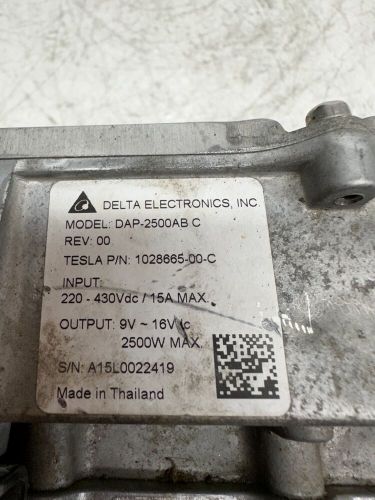 DELTA ELECTRONICS, INC
MODEL: DAP-2500AB C
REV: 00
TESLA P/N: 1028665-00-C
INPUT:
220 - 430Vdc / 15A MAX.
OUTPUT: 9V ~ 16V
2500W MAX.
S/N: A15L0022419
Made in Thailand